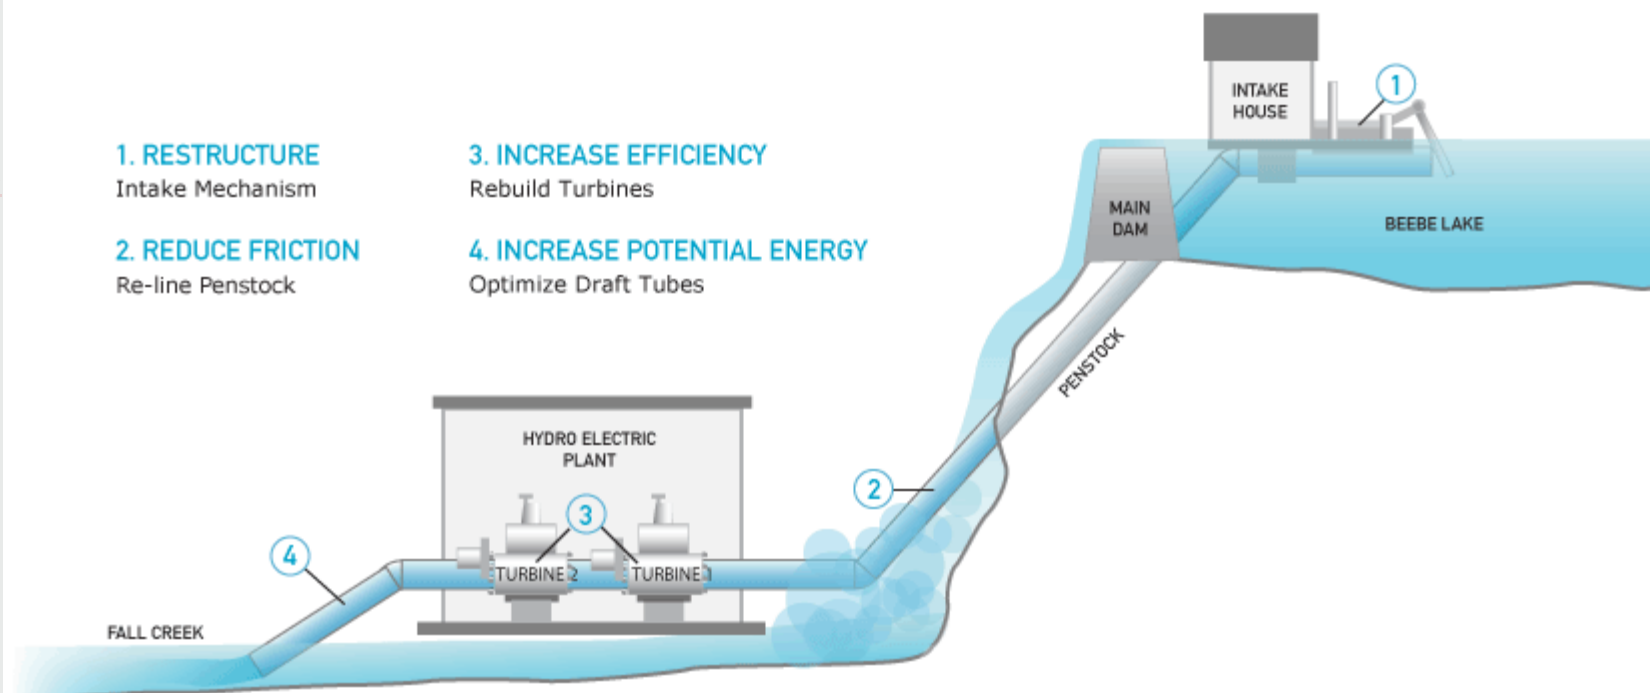 1. RESTRUCTURE
Intake Mechanism
2. REDUCE FRICTION
Re-line Penstock
3. INCREASE EFFICIENCY
Rebuild Turbines
4. INCREASE POTENTIAL ENERGY
Optimize Draft Tubes
INTAKE
HOUSE
1
MAIN
DAM
BEEBE LAKE
PENSTOCK
2
HYDRO ELECTRIC
PLANT
3
TURBINE 2
TURBINE 1
4
FALL CREEK